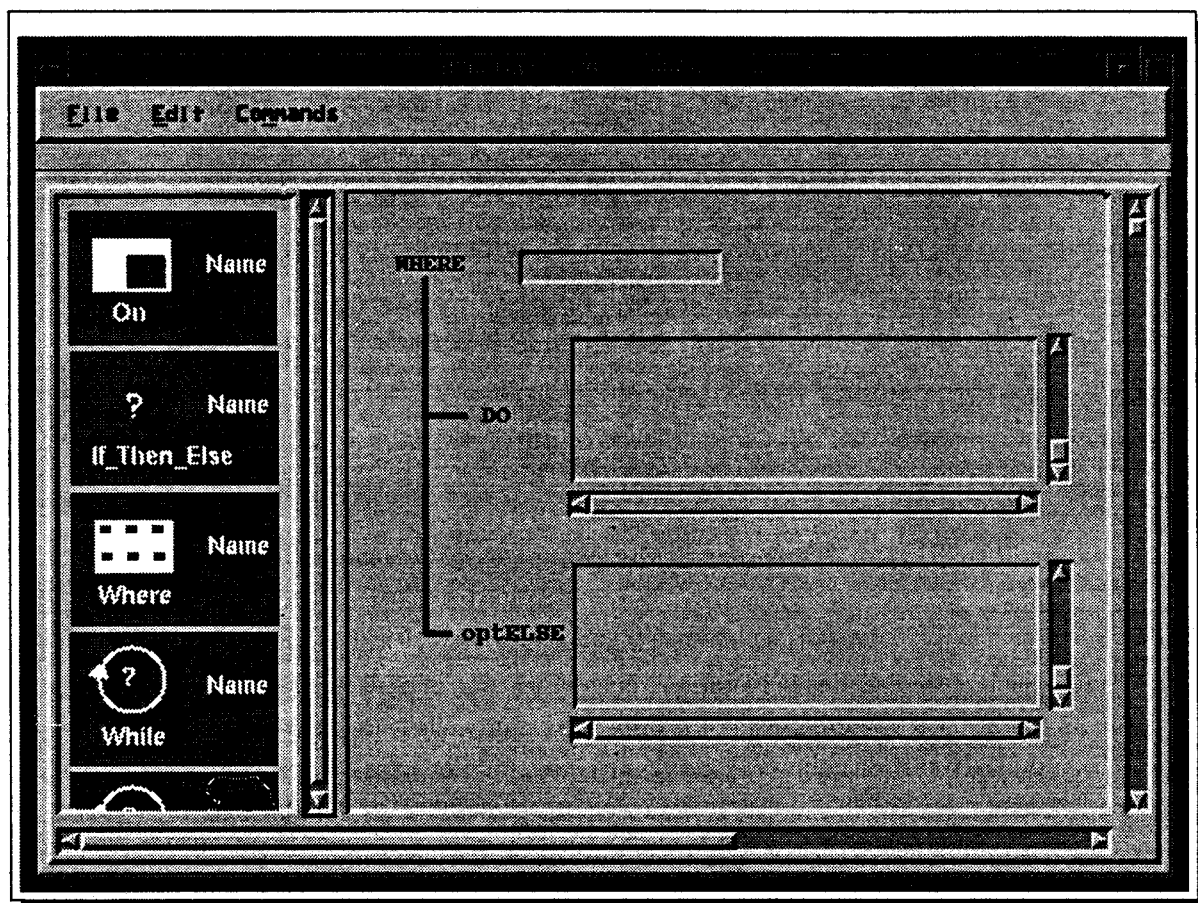 File Edit Commands
Name
On
?
Name
If_Then_Else
Name
Where
?
Name
While
?
WHERE
DO
optELSE